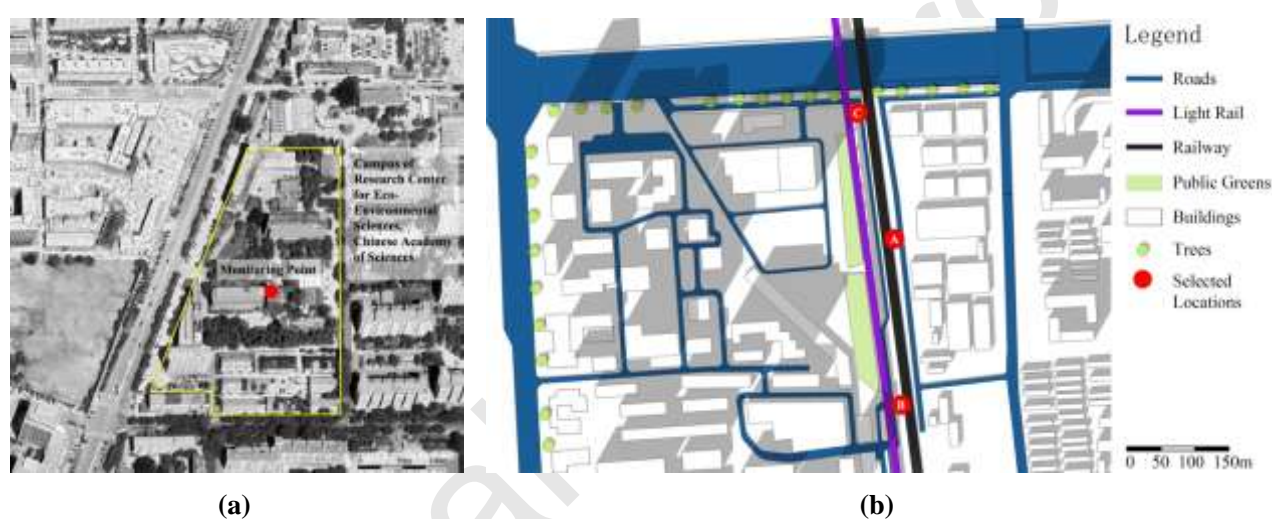 Campus of
Research Center
for Eco-
Environmental
Sciences,
Chinese Academy
of Sciences
Monitoring Point
(a)
C
A
B
Legend
Roads
Light Rail
Railway
Public Greens
Buildings
Trees
Selected
Locations
0 50 100 150m
(b)